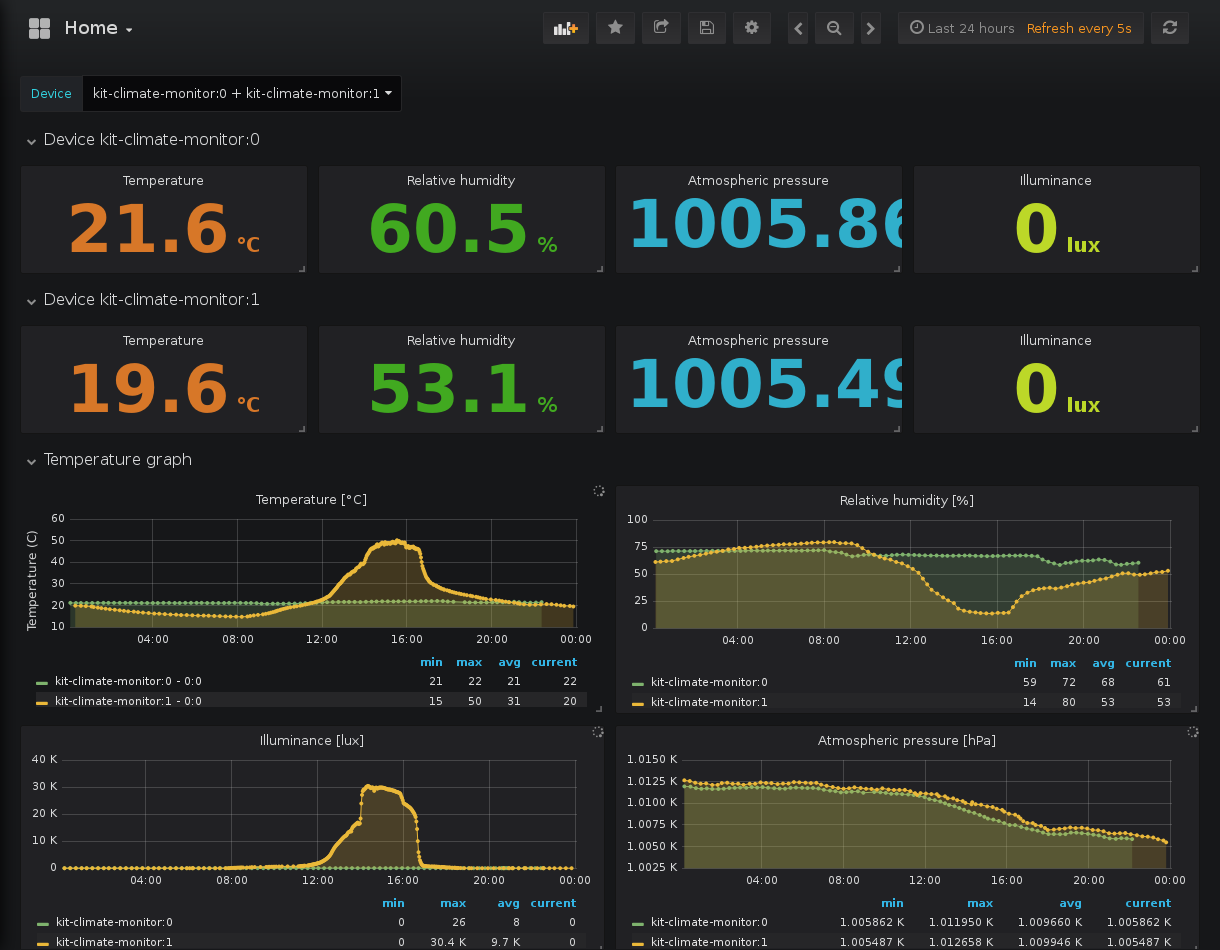 Home
Last 24 hours Refresh every 5s
Device kit-climate-monitor:0 + kit-climate-monitor:1
Device kit-climate-monitor:0
Temperature Relative humidity Atmospheric pressure Illuminance
21.6 °C 60.5 % 1005.86 0 lux
Device kit-climate-monitor:1
Temperature Relative humidity Atmospheric pressure Illuminance
19.6 °C 53.1 % 1005.49 0 lux
Temperature graph
Temperature [°C]
Temperature (C)
60
50
40
30
20
10
04:00 08:00 12:00 16:00 20:00 00:00
min max avg current
kit-climate-monitor:0 - 0:0 21 22 21 22
kit-climate-monitor:1 - 0:0 15 50 31 20
Relative humidity [%]
100
75
50
25
0
04:00 08:00 12:00 16:00 20:00 00:00
min max avg current
kit-climate-monitor:0 59 72 68 61
kit-climate-monitor:1 14 80 53 53
Illuminance [lux]
40 K
30 K
20 K
10 K
0
04:00 08:00 12:00 16:00 20:00 00:00
min max avg current
kit-climate-monitor:0 0 26 8 0
kit-climate-monitor:1 0 30.4 K 9.7 K 0
Atmospheric pressure [hPa]
1.0150 K
1.0125 K
1.0100 K
1.0075 K
1.0050 K
1.0025 K
04:00 08:00 12:00 16:00 20:00 00:00
min max avg current
kit-climate-monitor:0 1.005862 K 1.011950 K 1.009660 K 1.005862 K
kit-climate-monitor:1 1.005487 K 1.012658 K 1.009946 K 1.005487 K